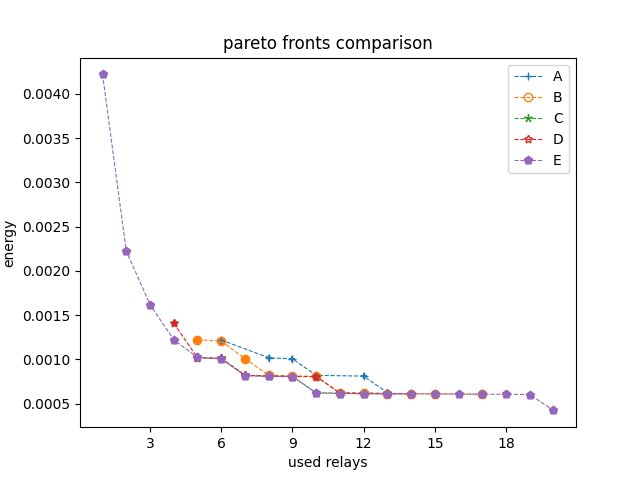 pareto fronts comparison
0.0040
0.0035
0.0030
0.0025
0.0020
0.0015
0.0010
0.0005
energy
A
B
C
D
E
3 6 9 12 15 18
used relays